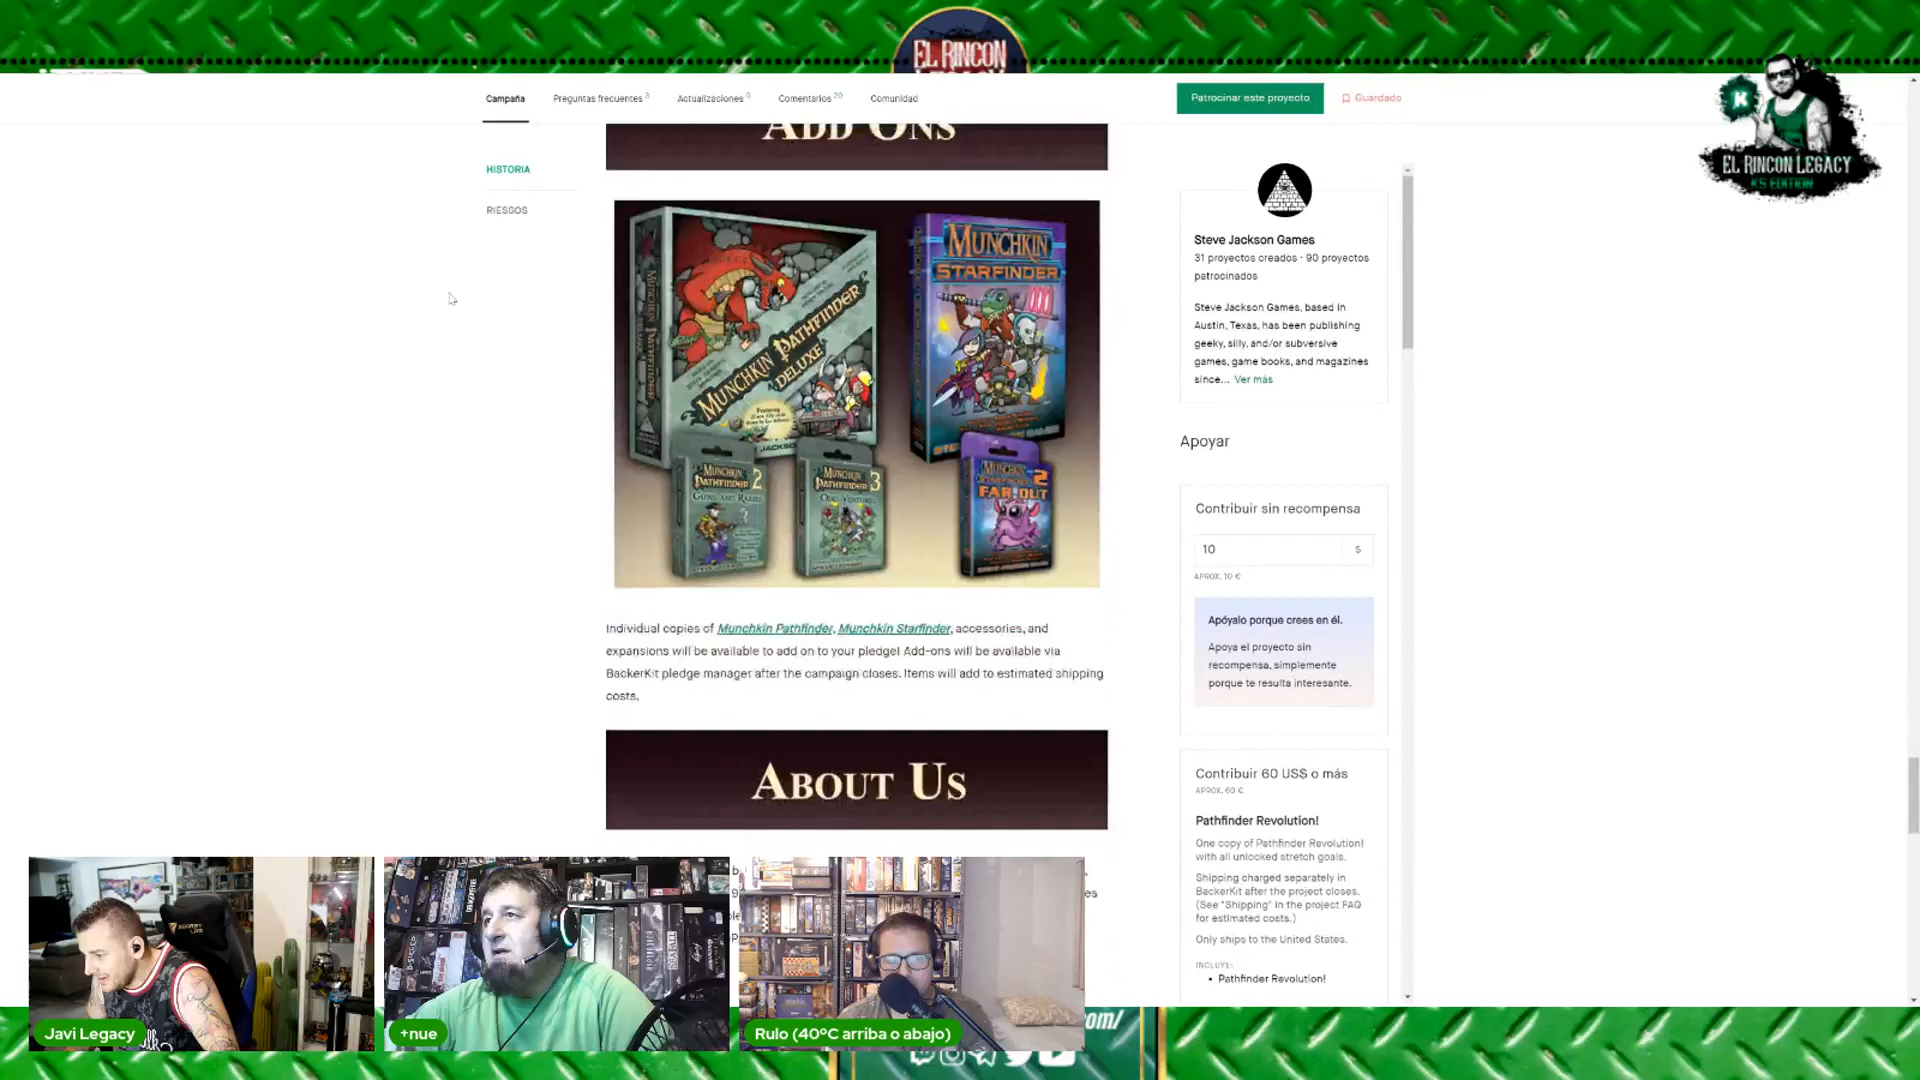 EL RINCON
Campaña
Preguntas frecuentes 3
Actualizaciones 0
Comentarios 20
Comunidad
Patrocinar este proyecto
Guardado
K
EL RINCON LEGACY
KS EDITION
ADD ONS
HISTORIA
RIESGOS
MUNCHKIN PATHFINDER
MUNCHKIN PATHFINDER
DELUXE
MUNCHKIN
STARFINDER
MUNCHKIN
PATHFINDER 2
GUNS AND RAZES
MUNCHKIN
PATHFINDER 3
ODD VENTURES
MUNCHKIN
STARFINDER 2
FAR OUT
Individual copies of Munchkin Pathfinder, Munchkin Starfinder, accessories, and
expansions will be available to add on to your pledge! Add-ons will be available via
BackerKit pledge manager after the campaign closes. Items will add to estimated shipping
costs.
ABOUT US
Steve Jackson Games
31 proyectos creados · 90 proyectos
patrocinados
Steve Jackson Games, based in
Austin, Texas, has been publishing
geeky, silly, and/or subversive
games, game books, and magazines
since... Ver más
Apoyar
Contribuir sin recompensa
10 $
APROX. 10 €
Apóyalo porque crees en él.
Apoya el proyecto sin
recompensa, simplemente
porque te resulta interesante.
Contribuir 60 US$ o más
APROX. 60 €
Pathfinder Revolution!
One copy of Pathfinder Revolution!
with all unlocked stretch goals.
Shipping charged separately in
BackerKit after the project closes.
(See "Shipping" in the project FAQ
for estimated costs.)
Only ships to the United States.
INCLUYE:
• Pathfinder Revolution!
Javi Legacy
+nue
Rulo (40ºC arriba o abajo)
om/